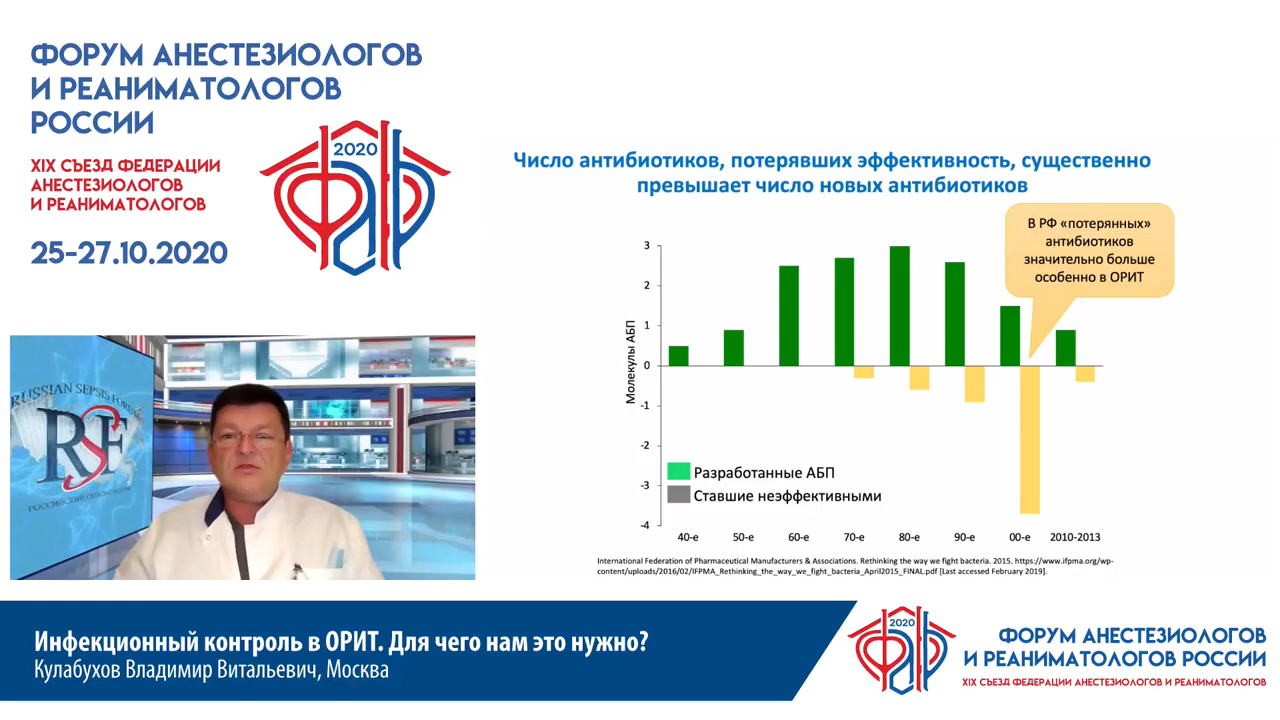 ФОРУМ АНЕСТЕЗИОЛОГОВ
И РЕАНИМАТОЛОГОВ
РОССИИ
XIX СЪЕЗД ФЕДЕРАЦИИ
АНЕСТЕЗИОЛОГОВ
И РЕАНИМАТОЛОГОВ
25-27.10.2020
2020
ФАР
RUSSIAN SEPSIS FORUM
RSF
РОССИЙСКИЙ СЕПСИС ФОРУМ
Число антибиотиков, потерявших эффективность, существенно
превышает число новых антибиотиков
В РФ «потерянных»
антибиотиков
значительно больше
особенно в ОРИТ
Молекулы АБП
3
2
1
0
-1
-2
-3
-4
Разработанные АБП
Ставшие неэффективными
40-е 50-е 60-е 70-е 80-е 90-е 00-е 2010-2013
International Federation of Pharmaceutical Manufacturers & Associations. Rethinking the way we fight bacteria. 2015. https://www.ifpma.org/wp-
content/uploads/2016/02/IFPMA_Rethinking_the_way_we_fight_bacteria_April2015_FINAL.pdf [Last accessed February 2019].
Инфекционный контроль в ОРИТ. Для чего нам это нужно?
Кулабухов Владимир Витальевич, Москва
2020
ФАР
ФОРУМ АНЕСТЕЗИОЛОГОВ
И РЕАНИМАТОЛОГОВ РОССИИ
XIX СЪЕЗД ФЕДЕРАЦИИ АНЕСТЕЗИОЛОГОВ И РЕАНИМАТОЛОГОВ